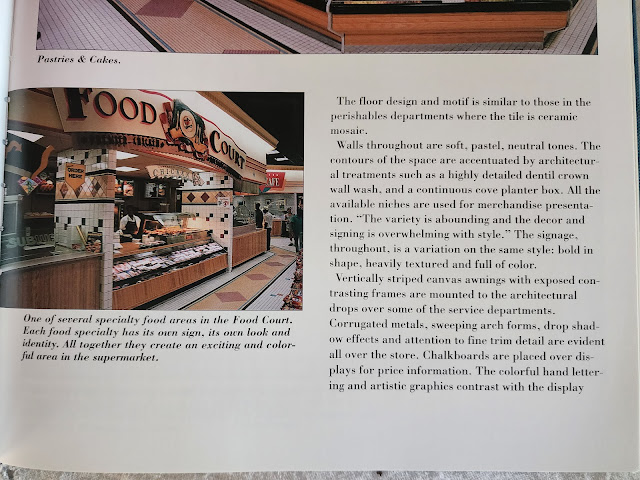 Pastries & Cakes.
FOOD COURT
ORDER HERE
CHICKEN
CAFE
SUBWAY
One of several specialty food areas in the Food Court.
Each food specialty has its own sign, its own look and
identity. All together they create an exciting and color-
ful area in the supermarket.
The floor design and motif is similar to those in the
perishables departments where the tile is ceramic
mosaic.
Walls throughout are soft, pastel, neutral tones. The
contours of the space are accentuated by architectur-
al treatments such as a highly detailed dentil crown
wall wash, and a continuous cove planter box. All the
available niches are used for merchandise presenta-
tion. “The variety is abounding and the decor and
signing is overwhelming with style.” The signage,
throughout, is a variation on the same style: bold in
shape, heavily textured and full of color.
Vertically striped canvas awnings with exposed con-
trasting frames are mounted to the architectural
drops over some of the service departments.
Corrugated metals, sweeping arch forms, drop shad-
ow effects and attention to fine trim detail are evident
all over the store. Chalkboards are placed over dis-
plays for price information. The colorful hand letter-
ing and artistic graphics contrast with the display